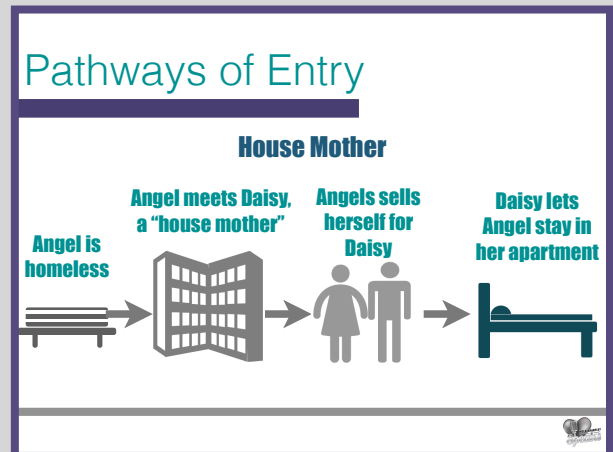 Pathways of Entry
House Mother
Angel is
homeless
Angel meets Daisy,
a “house mother”
Angels sells
herself for
Daisy
Daisy lets
Angel stay in
her apartment